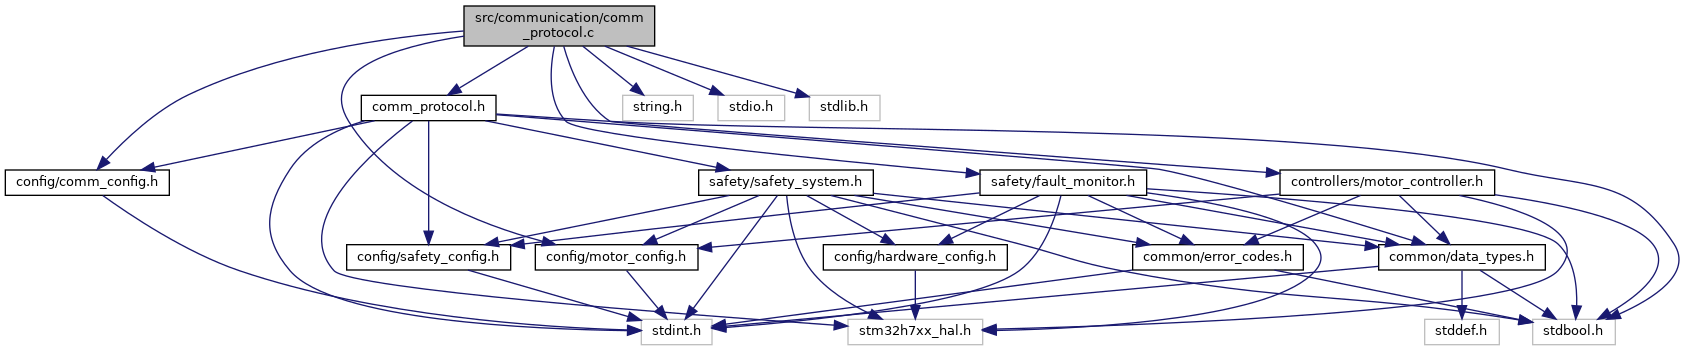 src/communication/comm
_protocol.c
comm_protocol.h
string.h
stdio.h
stdlib.h
config/comm_config.h
safety/safety_system.h
safety/fault_monitor.h
controllers/motor_controller.h
config/safety_config.h
config/motor_config.h
config/hardware_config.h
common/error_codes.h
common/data_types.h
stdint.h
stm32h7xx_hal.h
stddef.h
stdbool.h